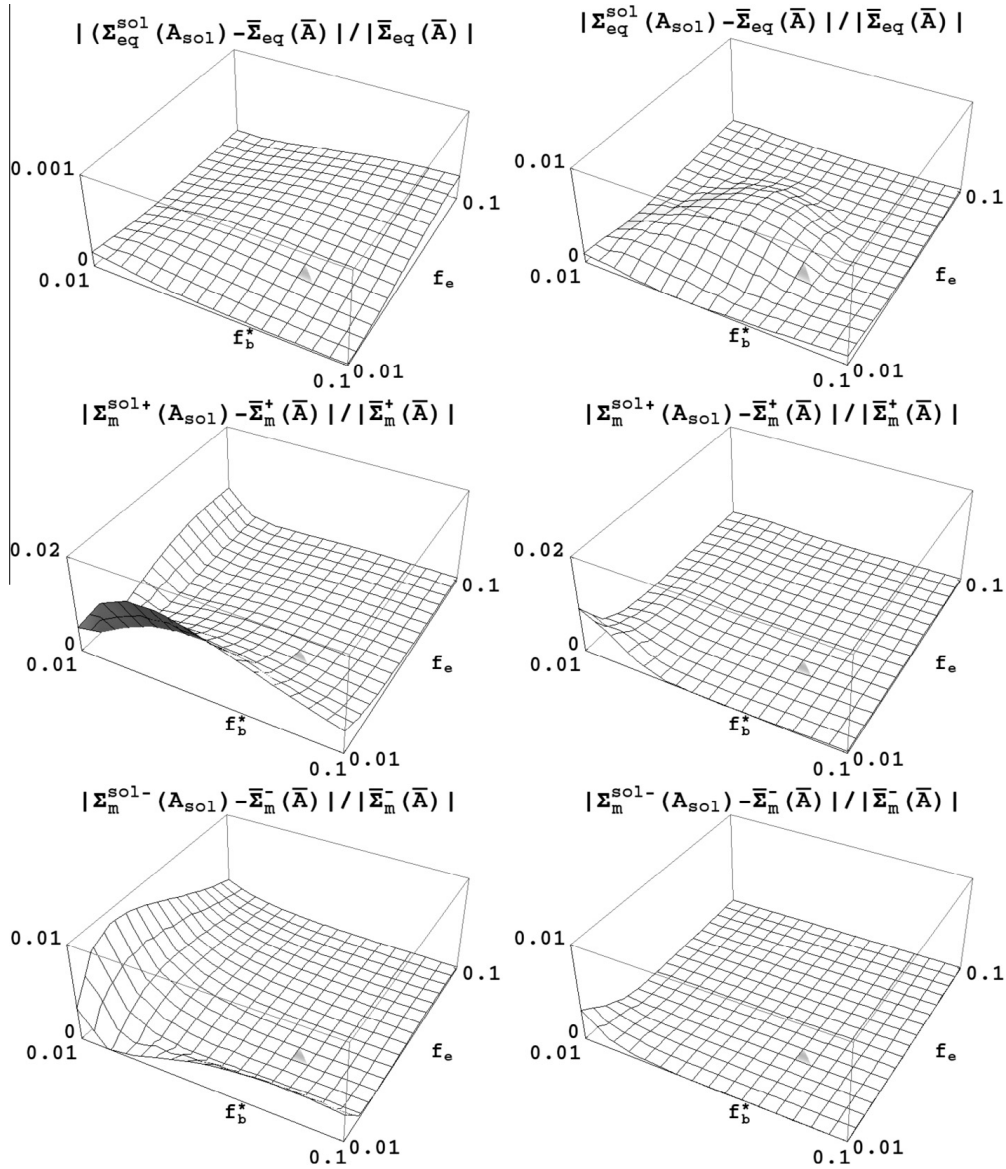 |(Σ_eq^sol(A_sol)−Σ̅_eq(A̅)|/|Σ̅_eq(A̅)|
0.001
0
0.01
f_b^*
0.1
0.01
f_e
0.1
|Σ_eq^sol(A_sol)−Σ̅_eq(A̅)|/|Σ̅_eq(A̅)|
0.01
0
0.01
f_b^*
0.1
0.01
f_e
0.1
|Σ_m^sol+(A_sol)−Σ̅_m^+(A̅)|/|Σ̅_m^+(A̅)|
0.02
0
0.01
f_b^*
0.1
0.01
f_e
0.1
|Σ_m^sol+(A_sol)−Σ̅_m^+(A̅)|/|Σ̅_m^+(A̅)|
0.02
0
0.01
f_b^*
0.1
0.01
f_e
0.1
|Σ_m^sol-(A_sol)−Σ̅_m^-(A̅)|/|Σ̅_m^-(A̅)|
0.01
0
0.01
f_b^*
0.1
0.01
f_e
0.1
|Σ_m^sol-(A_sol)−Σ̅_m^-(A̅)|/|Σ̅_m^-(A̅)|
0.01
0
0.01
f_b^*
0.1
0.01
f_e
0.1